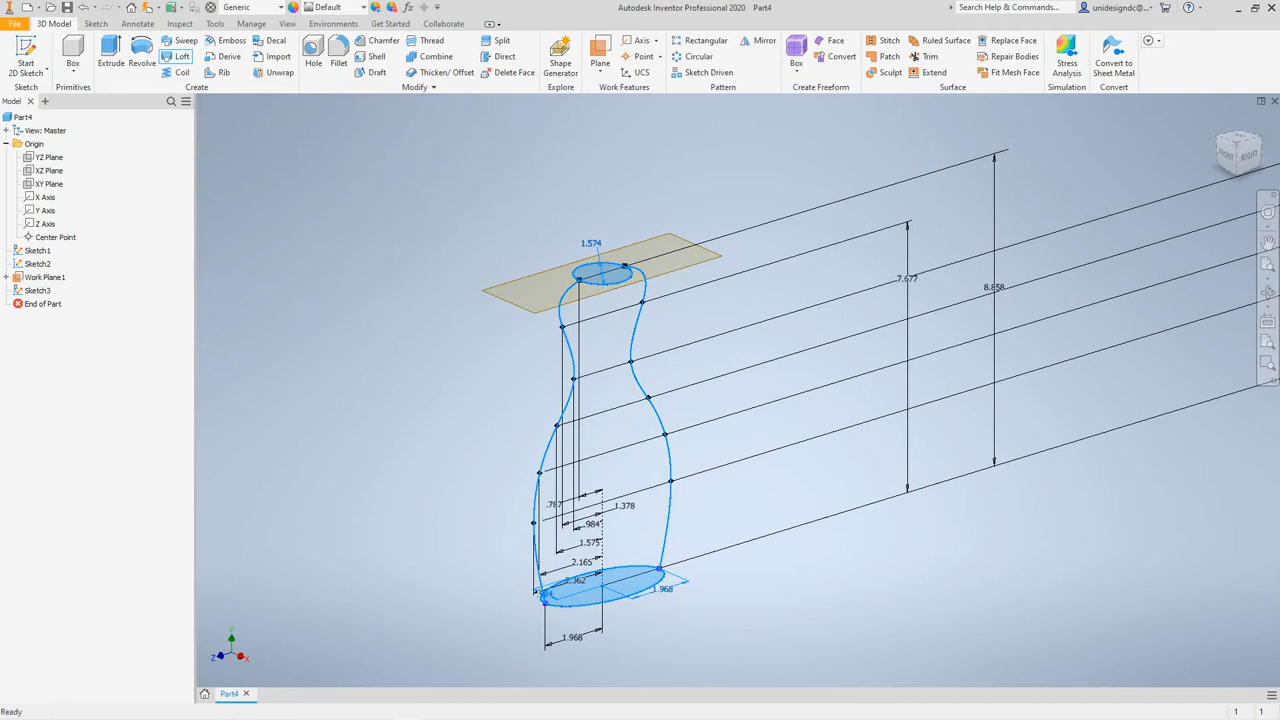 Generic
Default
Autodesk Inventor Professional 2020 Part4
Search Help & Commands...
unidesigndc@...
File
3D Model
Sketch
Annotate
Inspect
Tools
Manage
View
Environments
Get Started
Collaborate
Start
2D Sketch
Sketch
Box
Primitives
Extrude
Revolve
Sweep
Loft
Coil
Emboss
Derive
Rib
Decal
Import
Unwrap
Create
Hole
Fillet
Chamfer
Shell
Draft
Thread
Combine
Thicken/ Offset
Split
Direct
Delete Face
Modify
Shape
Generator
Explore
Plane
Axis
Point
UCS
Work Features
Rectangular
Circular
Sketch Driven
Mirror
Pattern
Box
Face
Convert
Create Freeform
Stitch
Patch
Sculpt
Ruled Surface
Trim
Extend
Replace Face
Repair Bodies
Fit Mesh Face
Surface
Stress
Analysis
Simulation
Convert to
Sheet Metal
Convert
Model
Part4
View: Master
Origin
YZ Plane
XZ Plane
XY Plane
X Axis
Y Axis
Z Axis
Center Point
Sketch1
Sketch2
Work Plane1
Sketch3
End of Part
FRONT
RIGHT
1.574
7.677
8.858
.787
1.378
.984
1.575
2.165
2.362
1.968
1.968
Y
Z
X
Part4
Ready
1
1